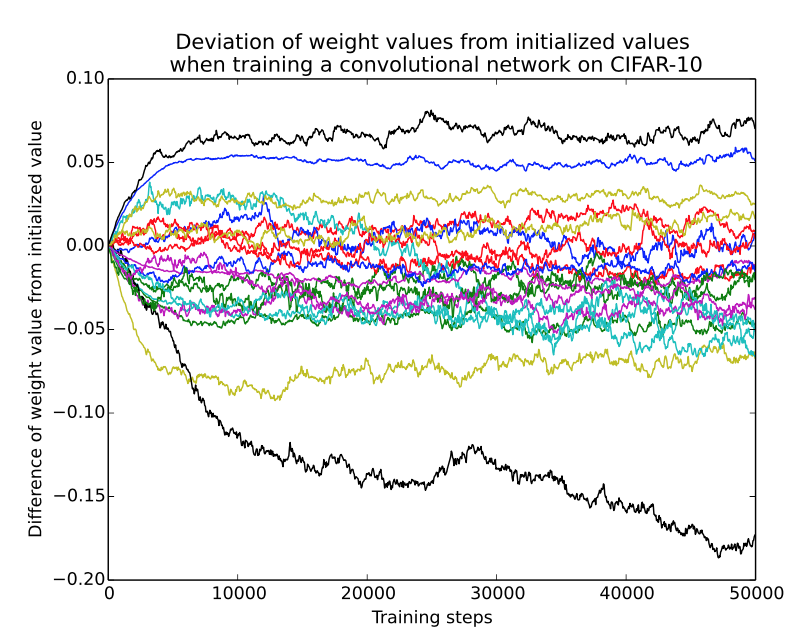 Deviation of weight values from initialized values
when training a convolutional network on CIFAR-10
Difference of weight value from initialized value
0.10
0.05
0.00
−0.05
−0.10
−0.15
−0.20
0 10000 20000 30000 40000 50000
Training steps